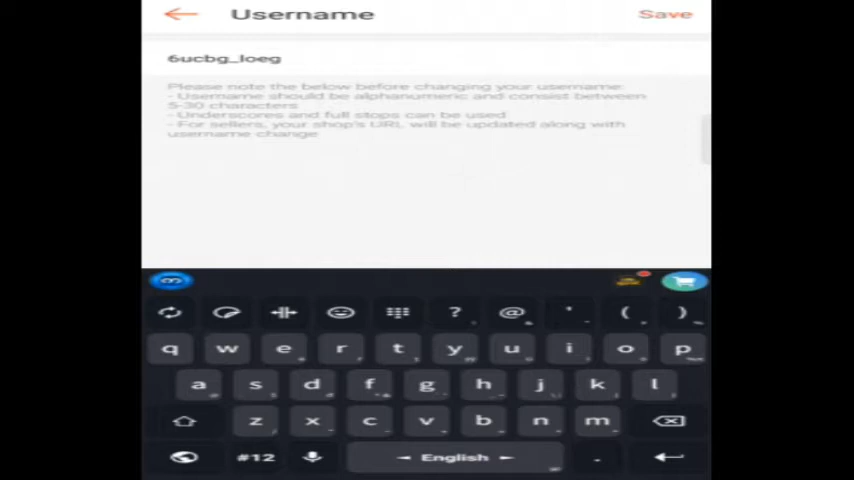 Username Save
6ucbg_loeg
Please note the below before changing your username:
- Username should be alphanumeric and consist between
5-30 characters
- Underscores and full stops can be used
- For sellers, your shop's URL will be updated along with
username change
? @ * ( )
q w e r t y u i o p
a s d f g h j k l
z x c v b n m
#12 English .